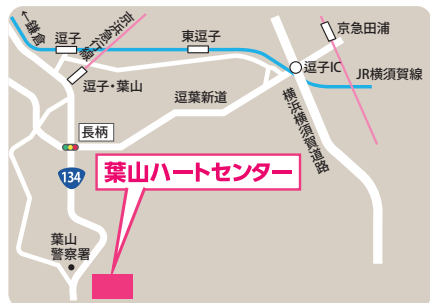 ←鎌倉
逗子
京浜急行線
東逗子
京急田浦
逗子IC
JR横須賀線
逗子・葉山
逗葉新道
横浜横須賀道路
長柄
134
葉山ハートセンター
葉山
警察署